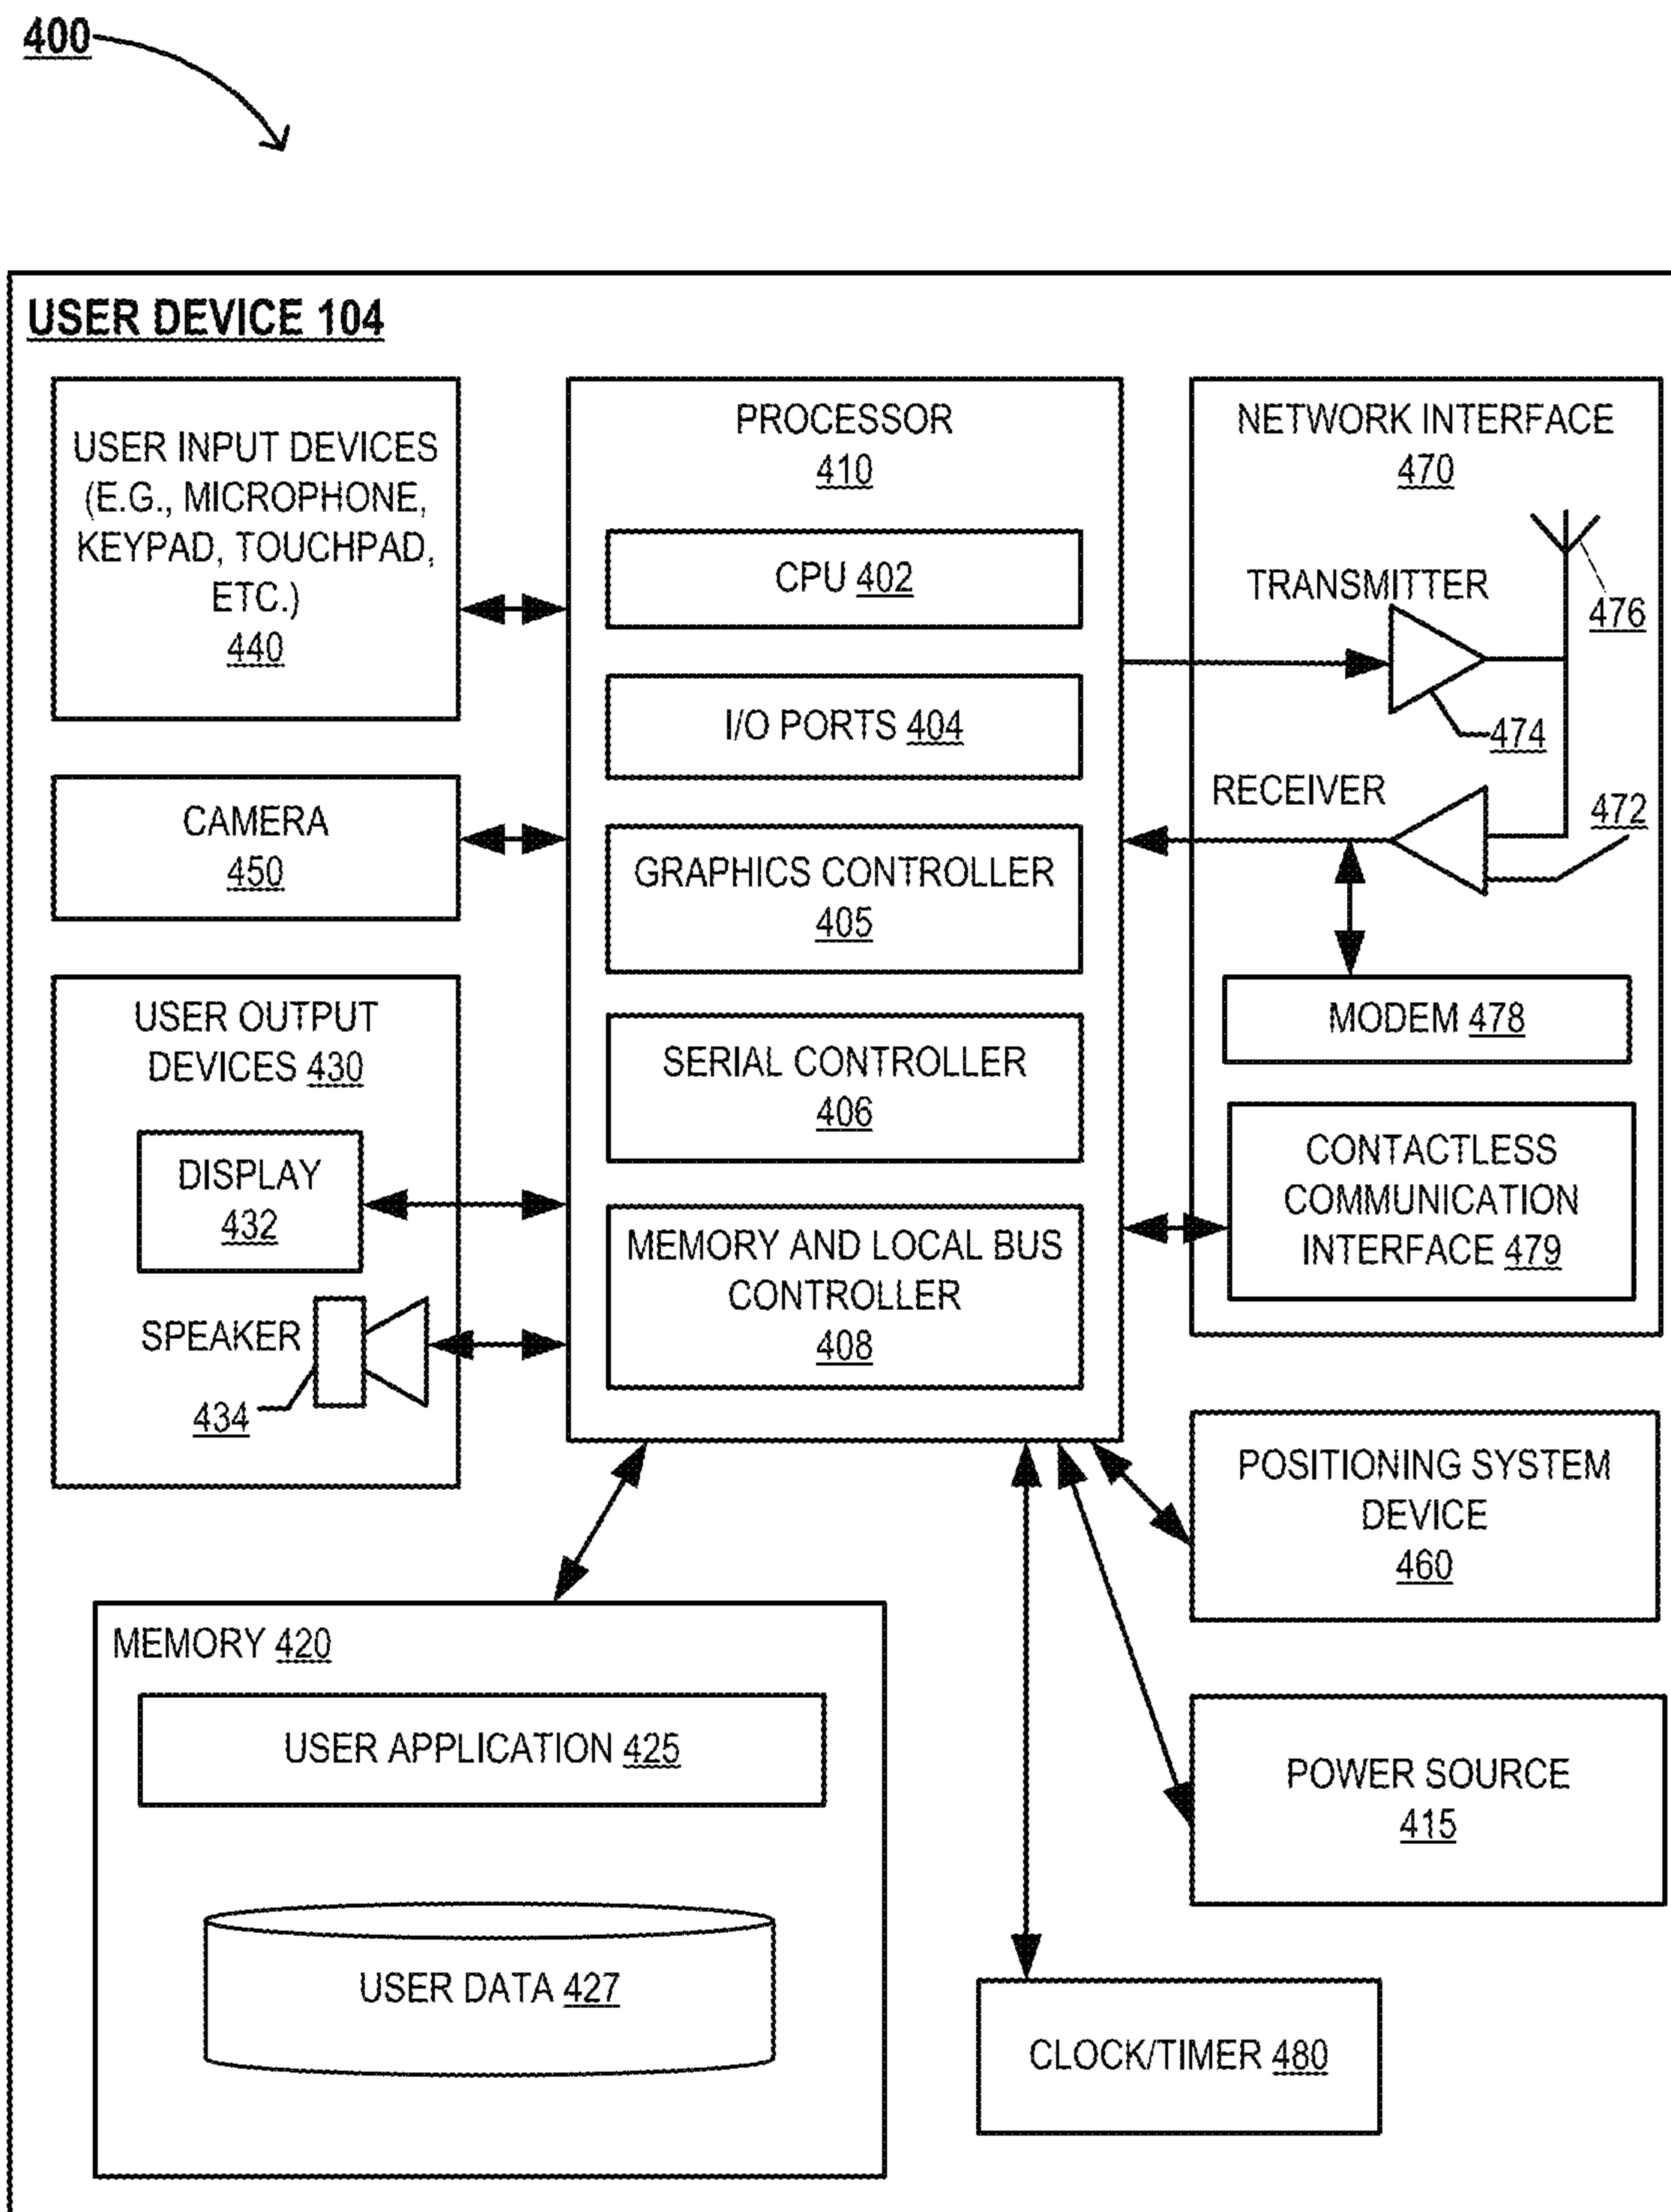 400
USER DEVICE 104
USER INPUT DEVICES
(E.G., MICROPHONE,
KEYPAD, TOUCHPAD,
ETC.)
440
CAMERA
450
USER OUTPUT
DEVICES 430
DISPLAY
432
SPEAKER
434
PROCESSOR
410
CPU 402
I/O PORTS 404
GRAPHICS CONTROLLER
405
SERIAL CONTROLLER
406
MEMORY AND LOCAL BUS
CONTROLLER
408
NETWORK INTERFACE
470
TRANSMITTER
476
474
RECEIVER
472
MODEM 478
CONTACTLESS
COMMUNICATION
INTERFACE 479
POSITIONING SYSTEM
DEVICE
460
POWER SOURCE
415
MEMORY 420
USER APPLICATION 425
USER DATA 427
CLOCK/TIMER 480